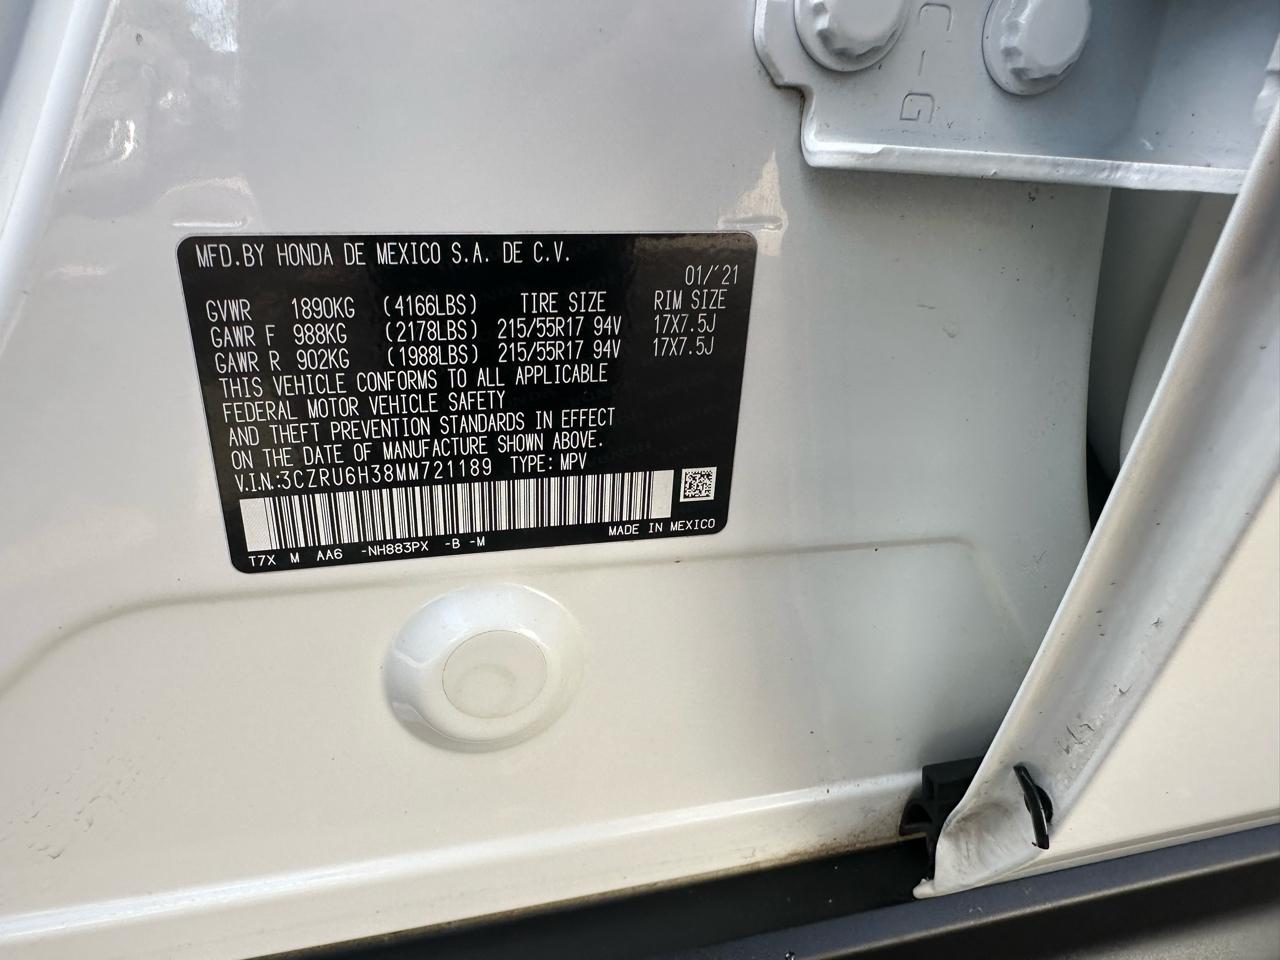 C-G
MFD.BY HONDA DE MEXICO S.A. DE C.V.
01/'21
GVWR 1890KG (4166LBS) TIRE SIZE RIM SIZE
GAWR F 988KG (2178LBS) 215/55R17 94V 17X7.5J
GAWR R 902KG (1988LBS) 215/55R17 94V 17X7.5J
THIS VEHICLE CONFORMS TO ALL APPLICABLE
FEDERAL MOTOR VEHICLE SAFETY
AND THEFT PREVENTION STANDARDS IN EFFECT
ON THE DATE OF MANUFACTURE SHOWN ABOVE.
V.I.N.:3CZRU6H38MM721189 TYPE: MPV
MADE IN MEXICO
T7X M AA6 -NH883PX -B -M